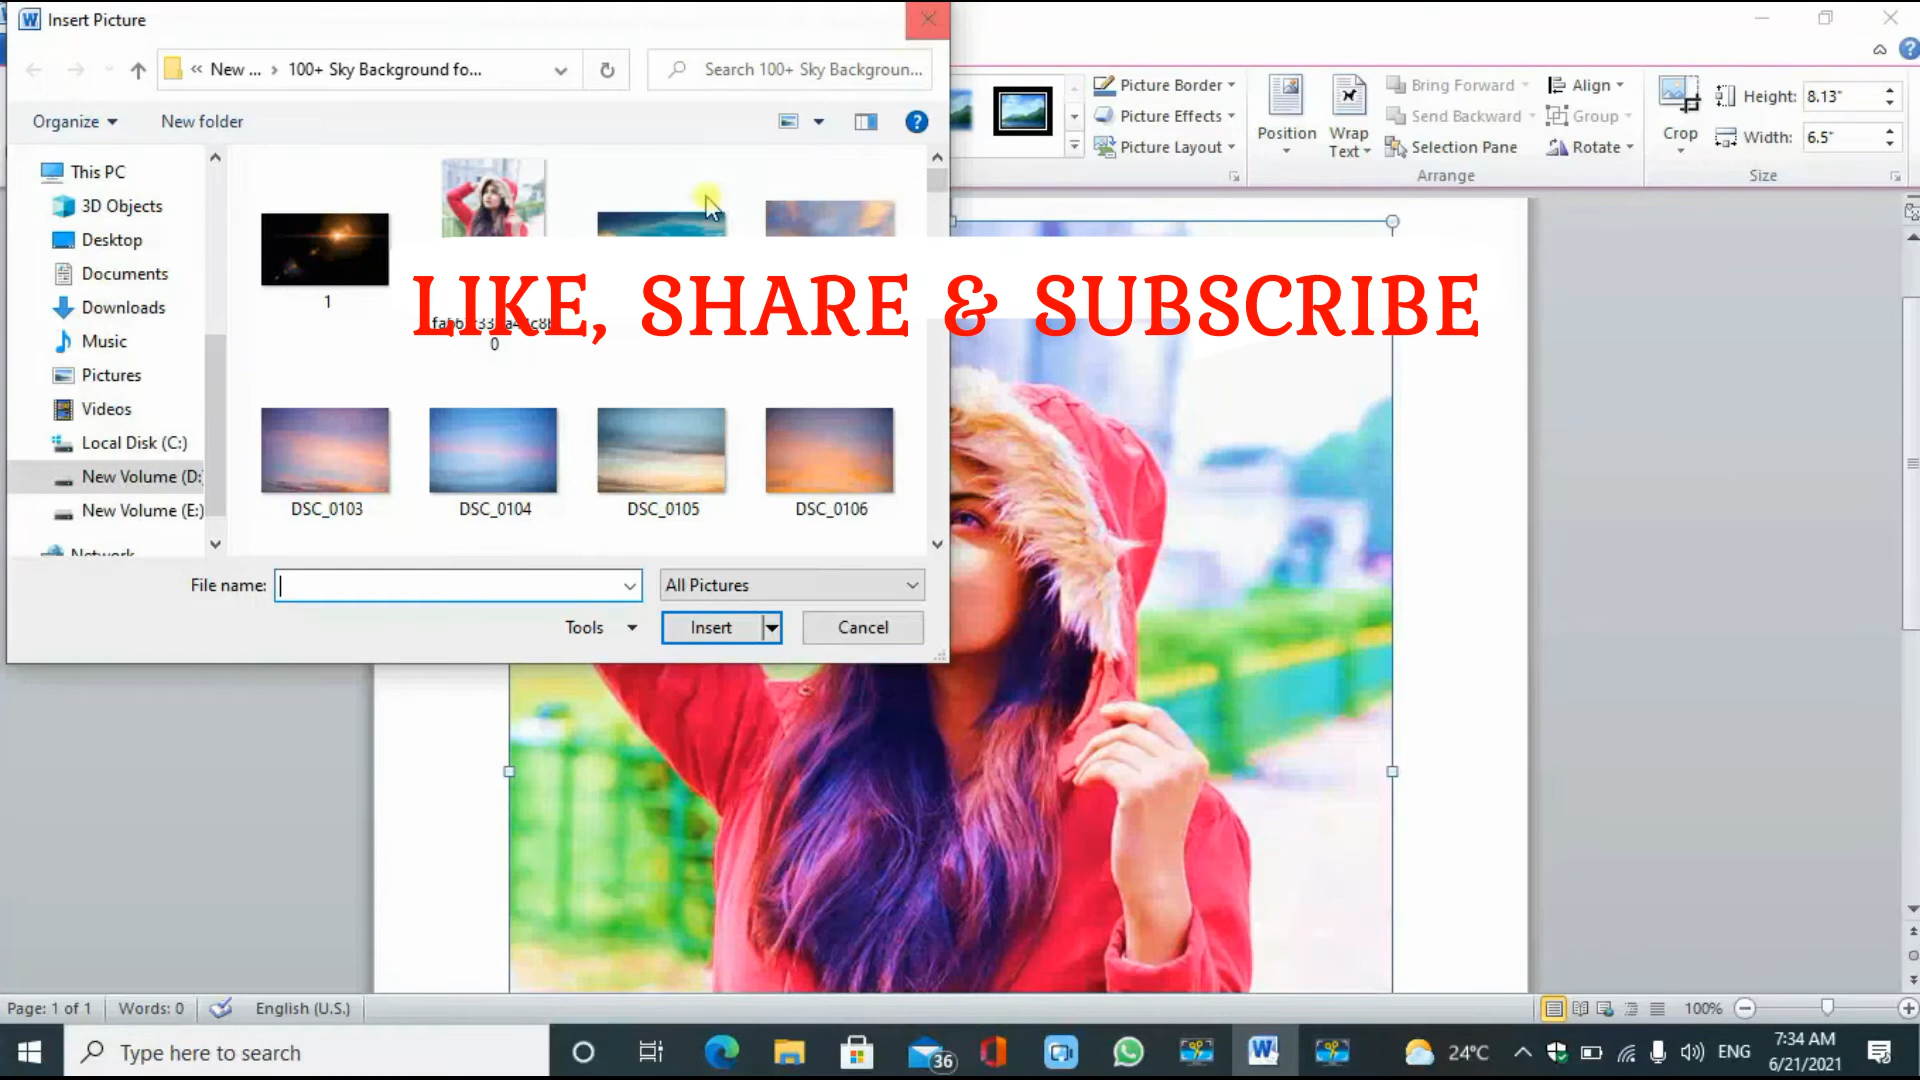 Insert Picture
« New ... › 100+ Sky Background fo...
Search 100+ Sky Backgroun...
Organize
New folder
This PC
3D Objects
Desktop
Documents
Downloads
Music
Pictures
Videos
Local Disk (C:)
New Volume (D:
New Volume (E:)
Network
1
0
DSC_0103
DSC_0104
DSC_0105
DSC_0106
File name:
All Pictures
Tools
Insert
Cancel
LIKE, SHARE & SUBSCRIBE
Picture Border
Picture Effects
Picture Layout
Position
Wrap
Text
Bring Forward
Send Backward
Selection Pane
Align
Group
Rotate
Arrange
Crop
Height: 8.13"
Width: 6.5"
Size
Page: 1 of 1
Words: 0
English (U.S.)
100%
Type here to search
36
24°C
ENG
7:34 AM
6/21/2021